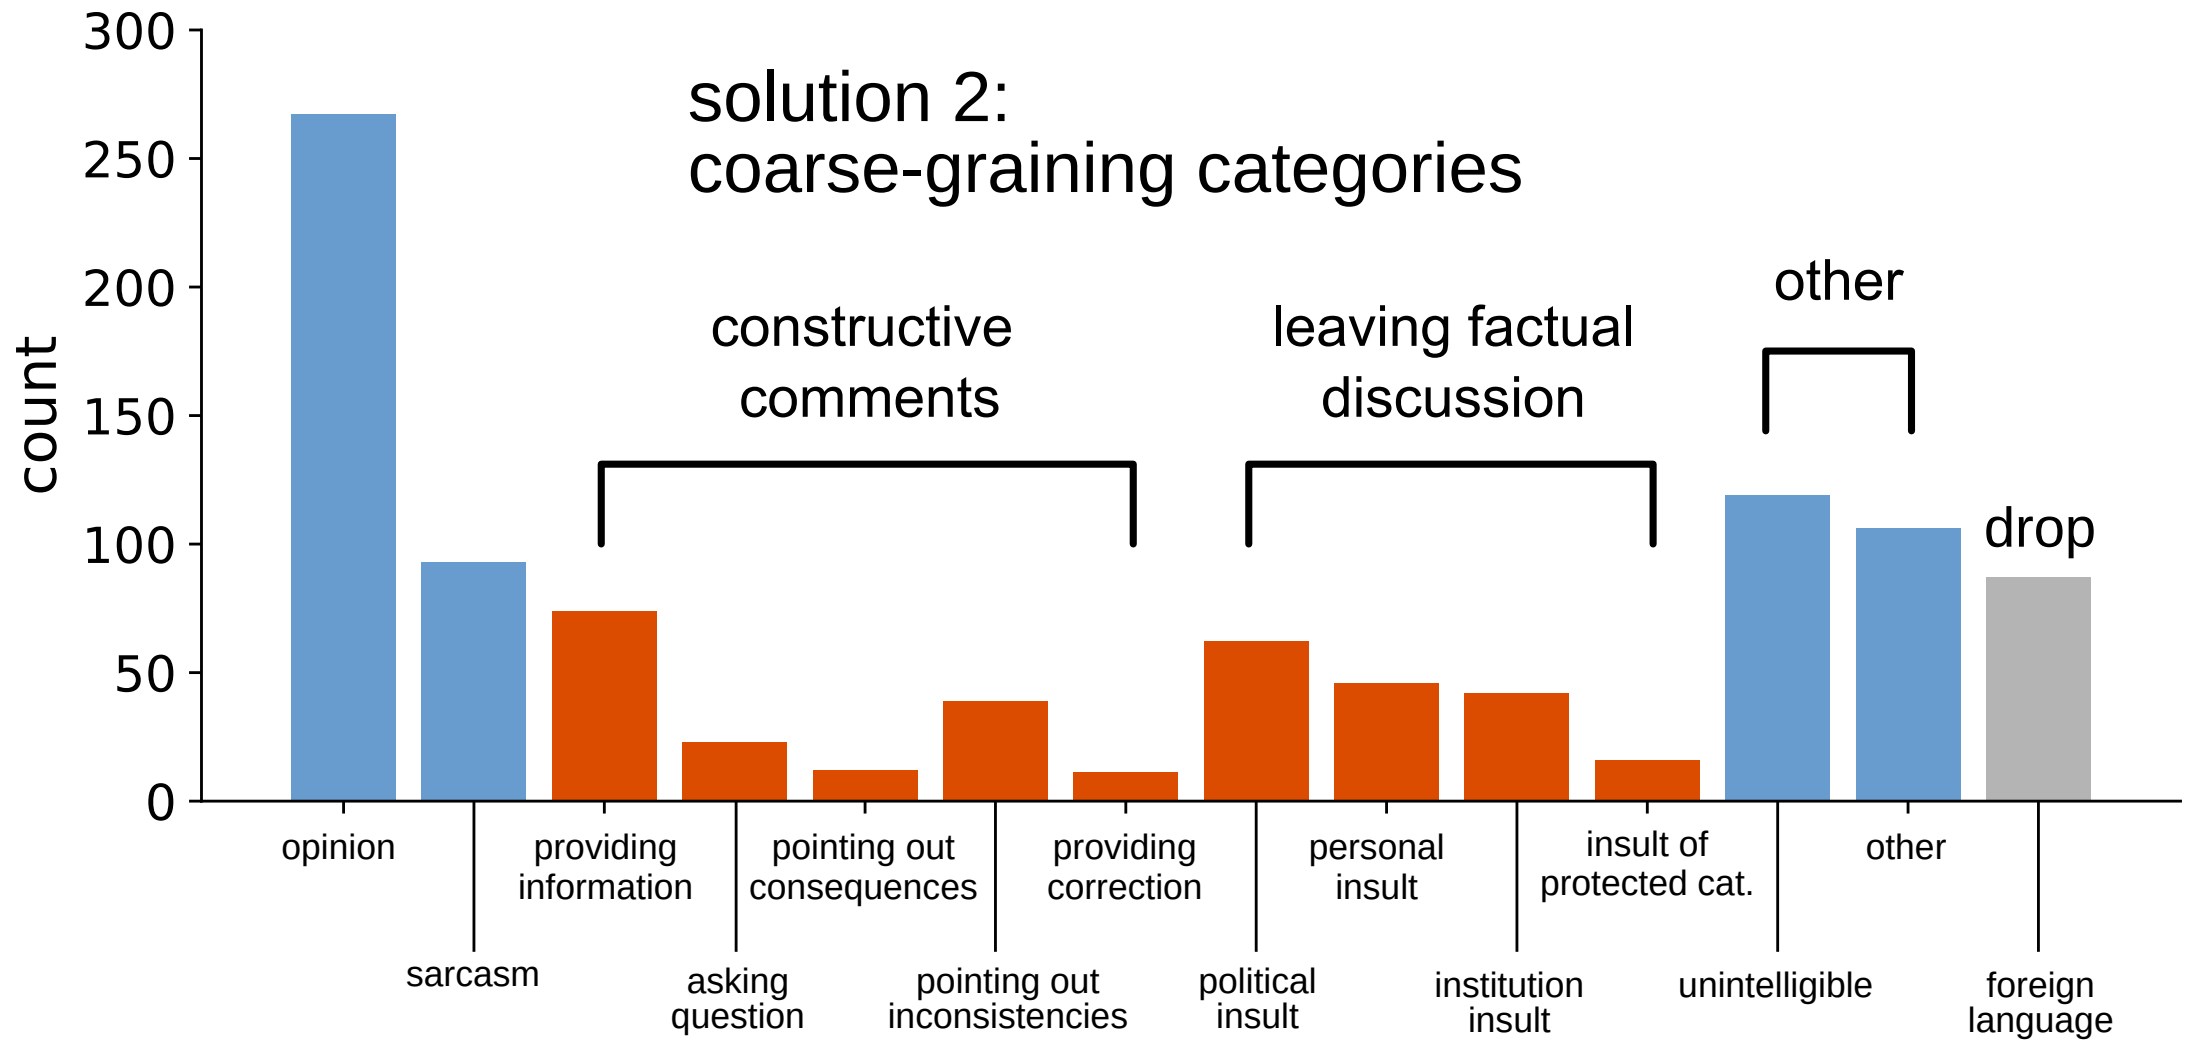 300
solution 2:
coarse-graining categories
250
200
other
constructive
comments
leaving factual
discussion
count
150
drop
100
50
0
opinion
sarcasm
providing
information
asking
question
pointing out
consequences
pointing out
inconsistencies
providing
correction
political
insult
personal
insult
institution
insult
insult of
protected cat.
unintelligible
other
foreign
language